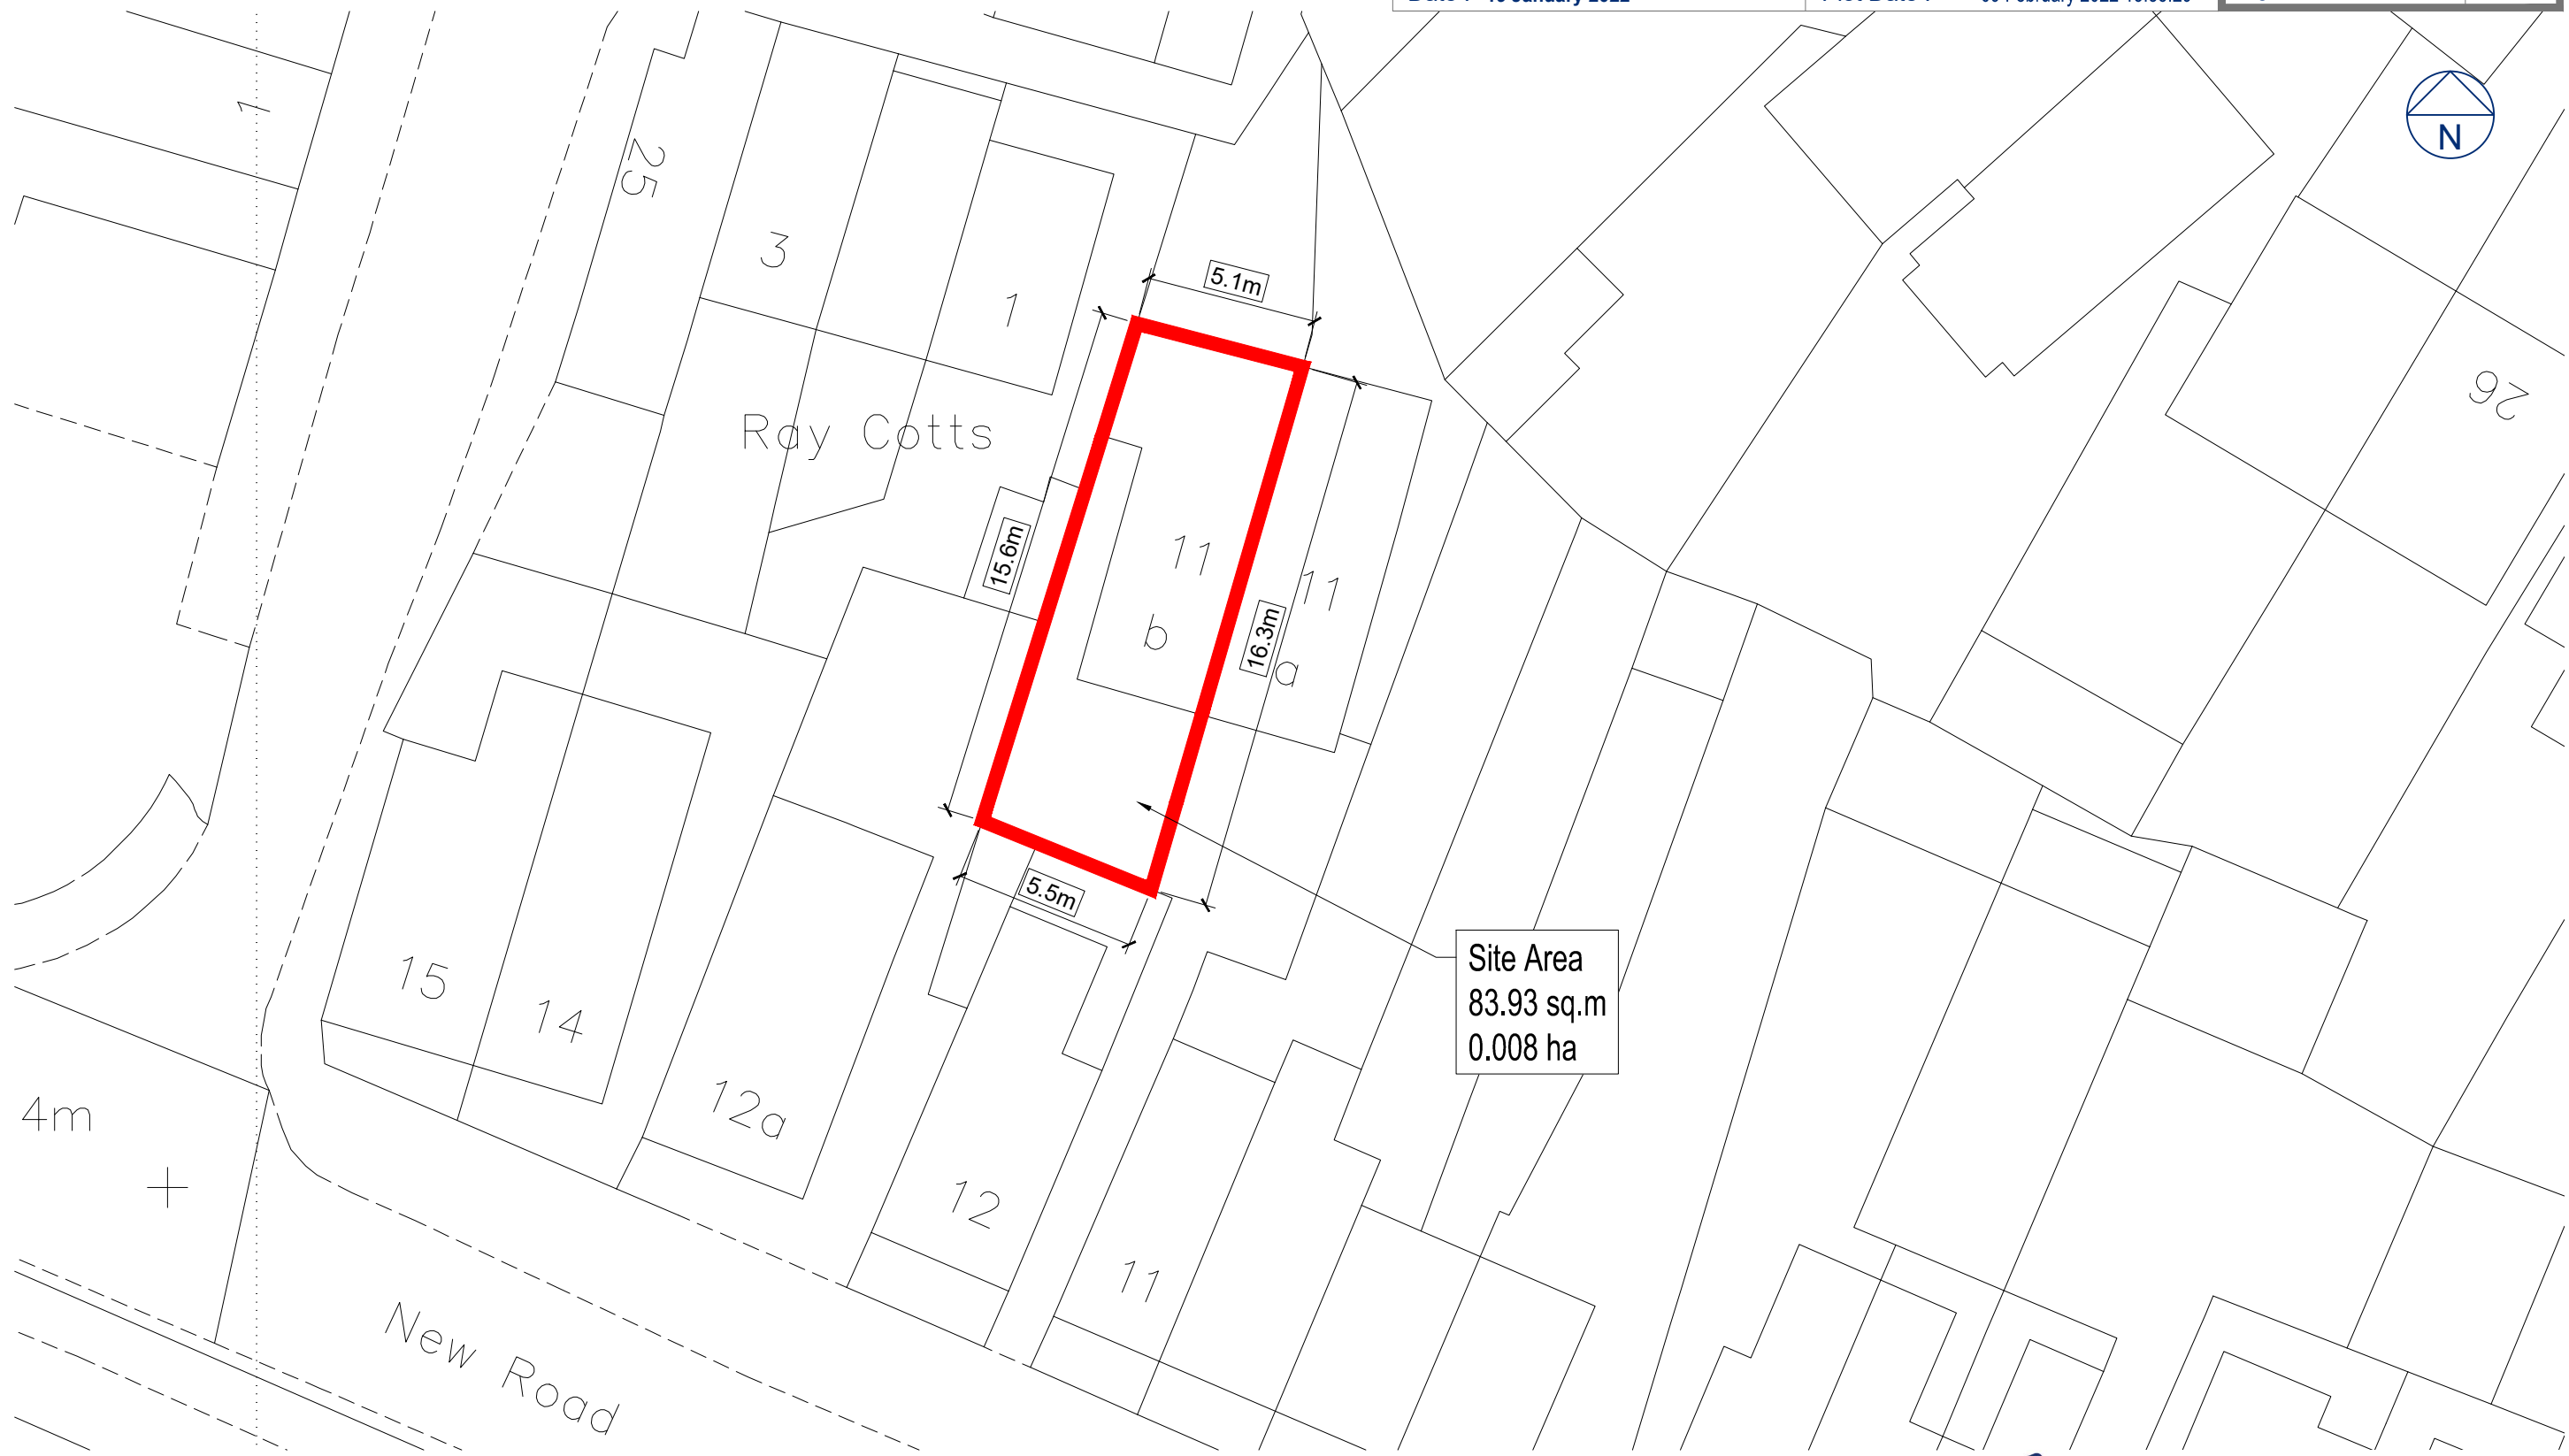 1
25
3
1
N
5.1m
26
Ray Cotts
15.6m
11
b
11
a
16.3m
5.5m
Site Area
83.93 sq.m
0.008 ha
15
14
12a
12
11
4m
New Road